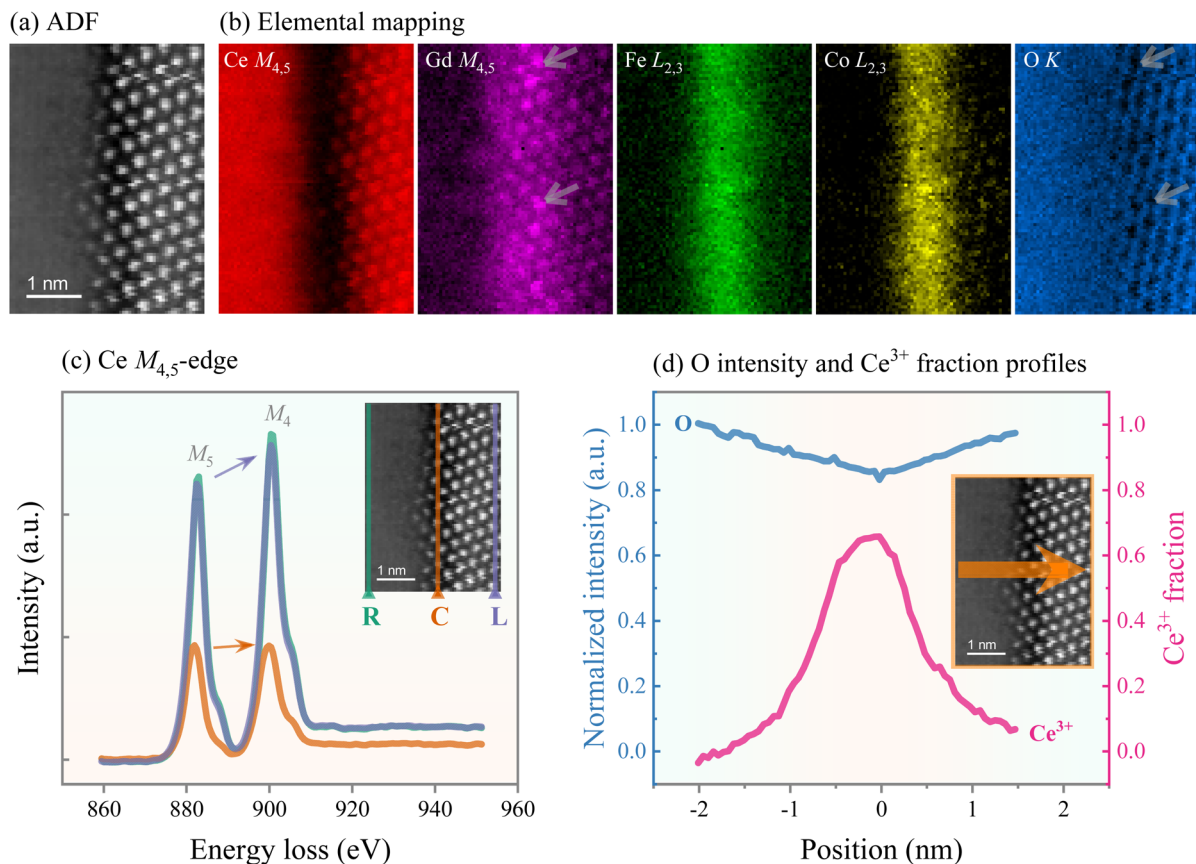 (a) ADF
(b) Elemental mapping
Ce M4,5
Gd M4,5
Fe L2,3
Co L2,3
O K
1 nm
(c) Ce M4,5-edge
Intensity (a.u.)
M5
M4
1 nm
R
C
L
860 880 900 920 940 960
Energy loss (eV)
(d) O intensity and Ce³⁺ fraction profiles
Normalized intensity (a.u.)
1.0
0.8
0.6
0.4
0.2
0.0
O
1 nm
Ce³⁺
1.0
0.8
0.6
0.4
0.2
0.0
Ce³⁺ fraction
-2 -1 0 1 2
Position (nm)